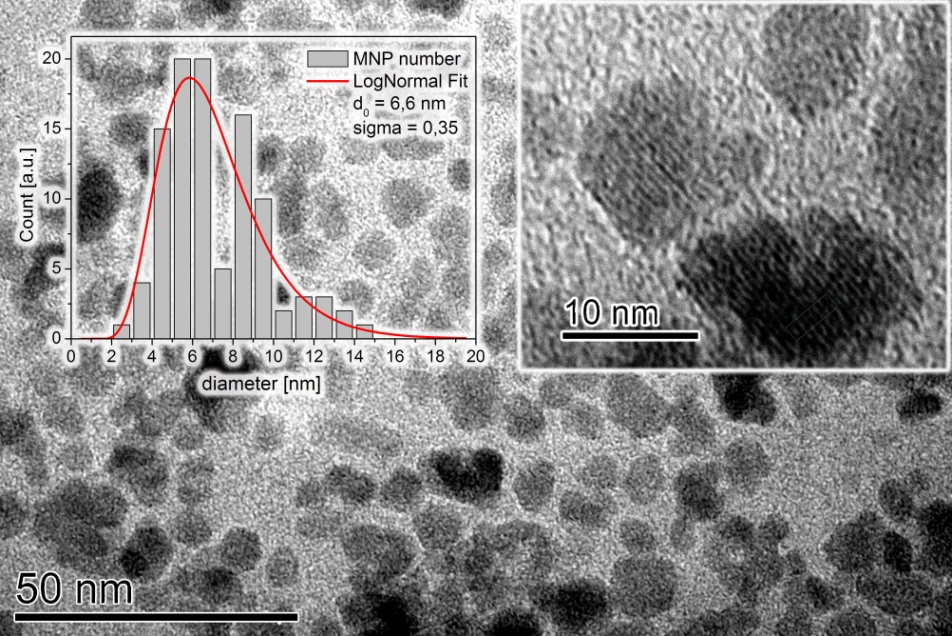 MNP number
LogNormal Fit
d0 = 6,6 nm
sigma = 0,35
Count [a.u.]
20
15
10
5
0
0 2 4 6 8 10 12 14 16 18 20
diameter [nm]
10 nm
50 nm